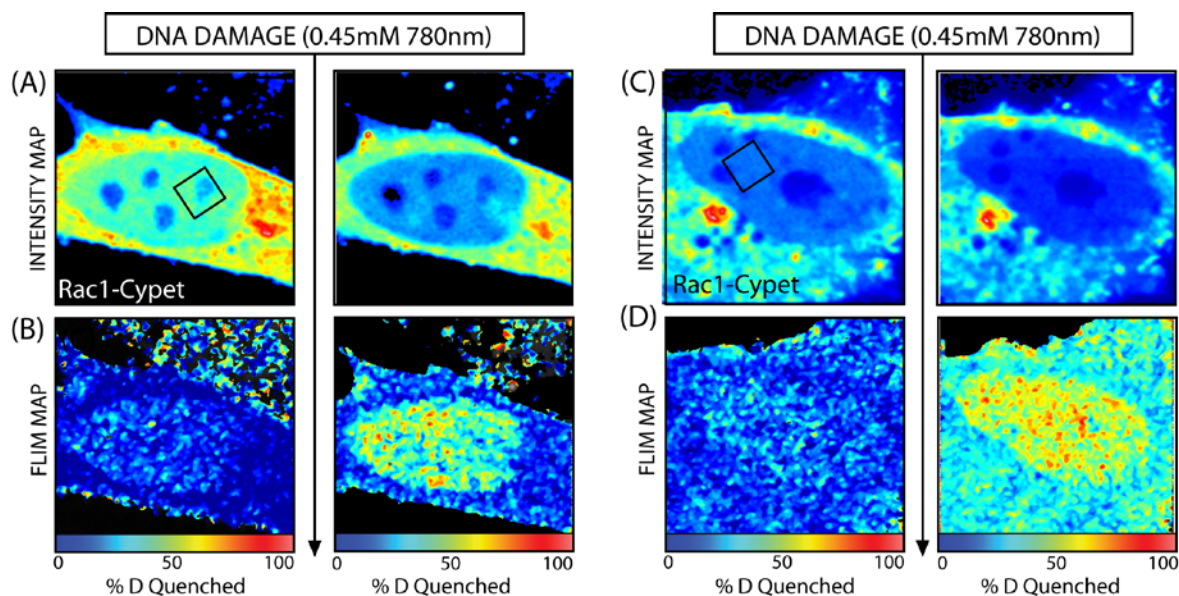 DNA DAMAGE (0.45mM 780nm)
DNA DAMAGE (0.45mM 780nm)
(A)
INTENSITY MAP
Rac1-Cypet
(C)
INTENSITY MAP
Rac1-Cypet
(B)
FLIM MAP
(D)
FLIM MAP
0 50 100 0 50 100
% D Quenched % D Quenched
0 50 100 0 50 100
% D Quenched % D Quenched